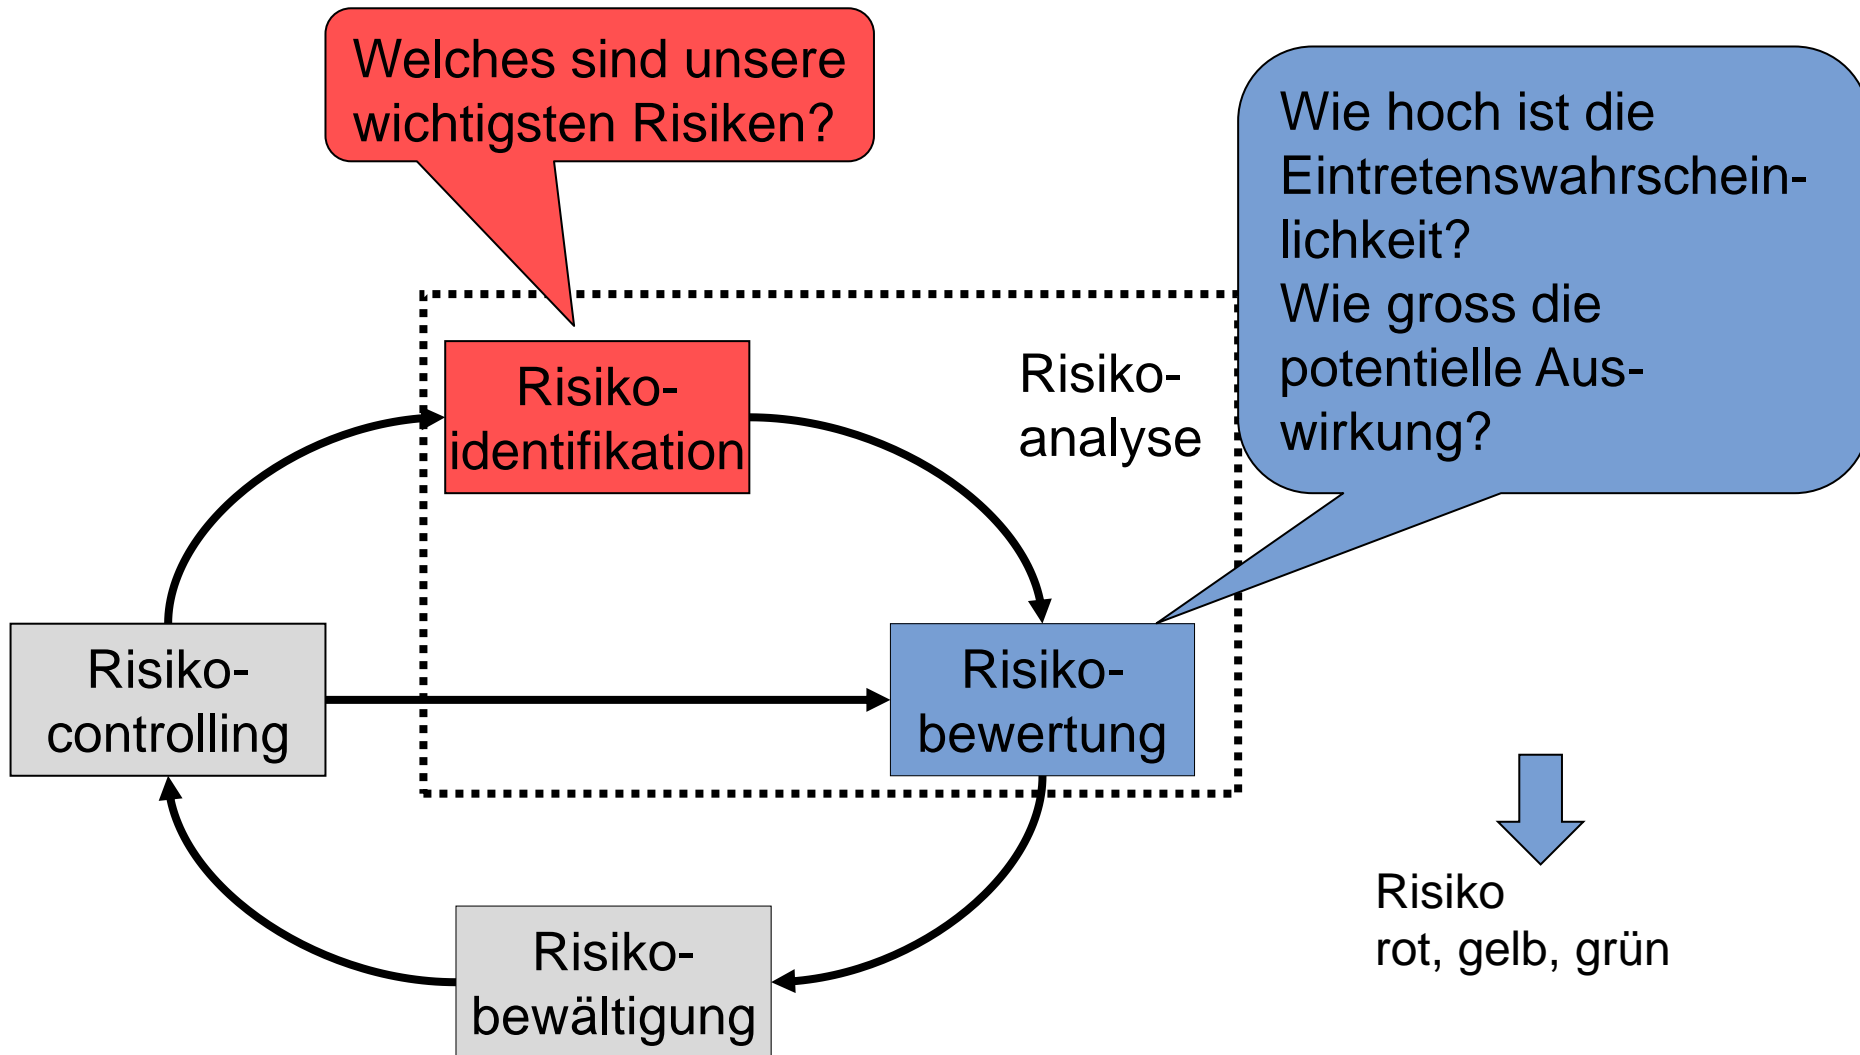 Welches sind unsere
wichtigsten Risiken?
Wie hoch ist die
Eintretenswahrschein-
lichkeit?
Wie gross die
potentielle Aus-
wirkung?
Risiko-
identifikation
Risiko-
analyse
Risiko-
controlling
Risiko-
bewertung
Risiko-
bewältigung
Risiko
rot, gelb, grün